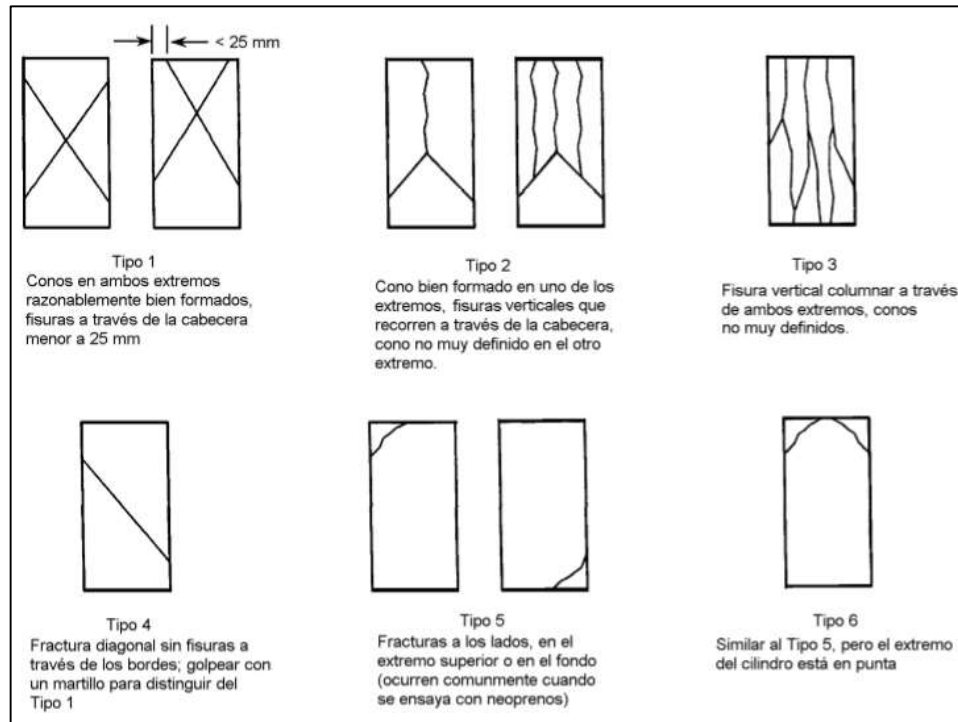 < 25 mm
Tipo 1
Conos en ambos extremos
razonablemente bien formados,
fisuras a través de la cabecera
menor a 25 mm
Tipo 2
Cono bien formado en uno de los
extremos, fisuras verticales que
recorren a través de la cabecera,
cono no muy definido en el otro
extremo.
Tipo 3
Fisura vertical columnar a través
de ambos extremos, conos
no muy definidos.
Tipo 4
Fractura diagonal sin fisuras a
través de los bordes; golpear con
un martillo para distinguir del
Tipo 1
Tipo 5
Fracturas a los lados, en el
extremo superior o en el fondo
(ocurren comunmente cuando
se ensaya con neoprenos)
Tipo 6
Similar al Tipo 5, pero el extremo
del cilindro está en punta